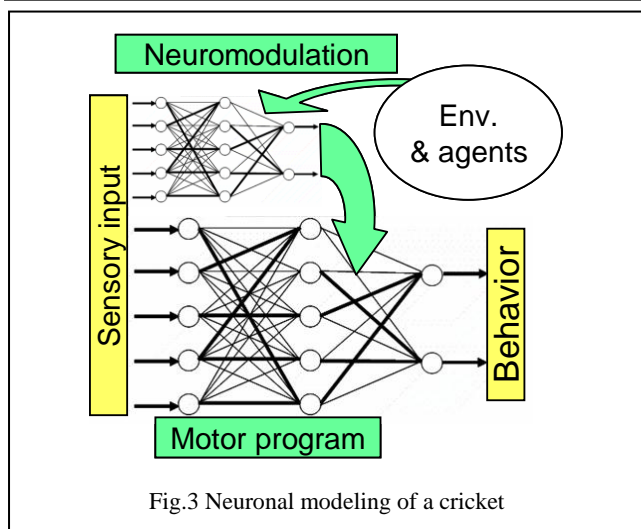 Neuromodulation
Env.
& agents
Sensory input
Behavior
Motor program
Fig.3 Neuronal modeling of a cricket